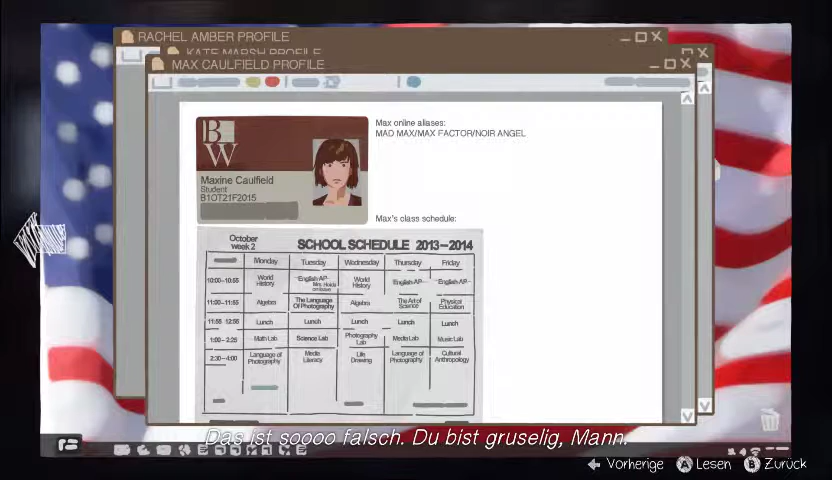 RACHEL AMBER PROFILE
KATE MARSH PROFILE
MAX CAULFIELD PROFILE
Max online aliases:
MAD MAX/MAX FACTOR/NOIR ANGEL
B
W
Maxine Caulfield
Student
B1OT21F2015
Max's class schedule:
October
week 2
SCHOOL SCHEDULE 2013-2014
Monday Tuesday Wednesday Thursday Friday
10:00-10:55 World History English AP World History English AP English AP
11:00-11:55 Algebra The Language Of Photography Algebra The Art of Science Physical Education
11:55 12:55 Lunch Lunch Lunch Lunch Lunch
1:00-2:25 Math Lab Science Lab Photography Lab Media Lab Music Lab
2:30-4:00 Language of Photography Media Literacy Life Drawing Language of Photography Cultural Anthropology
Das ist soooo falsch. Du bist gruselig, Mann.
Vorherige A Lesen B Zurück